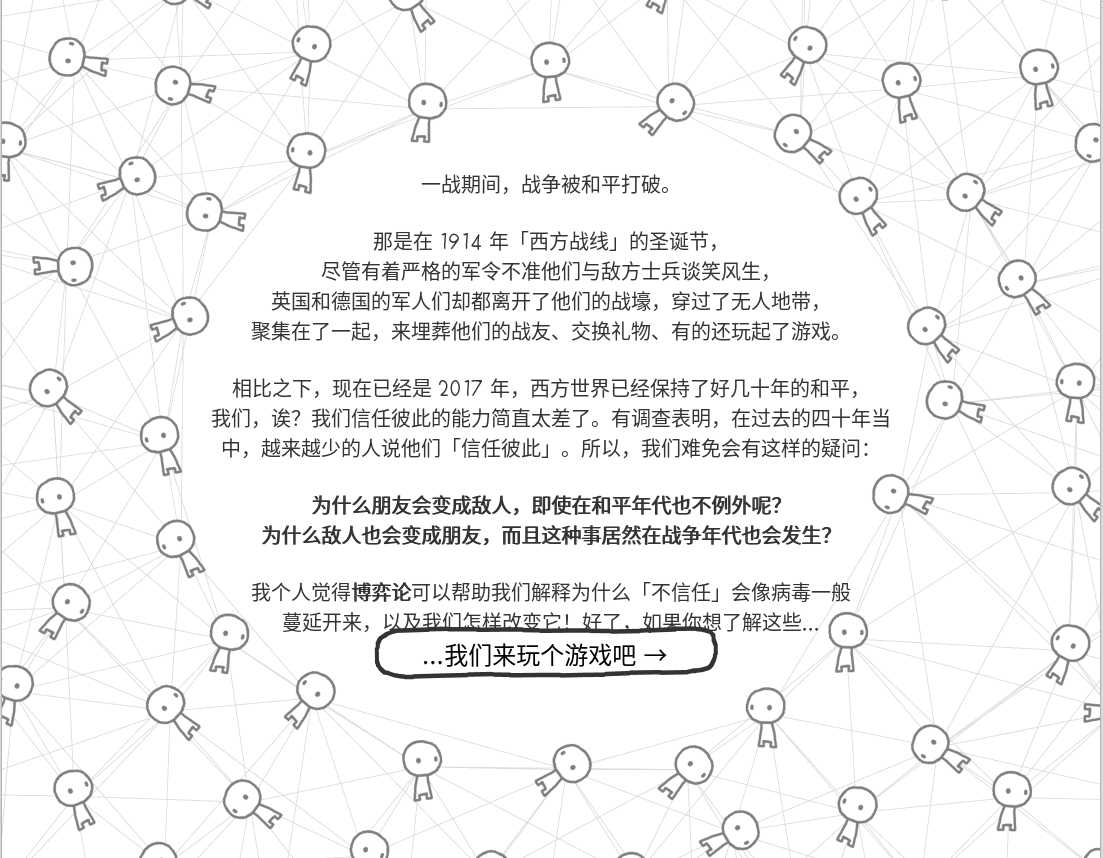 一战期间，战争被和平打破。
那是在 1914 年「西方战线」的圣诞节，
尽管有着严格的军令不准他们与敌方士兵谈笑风生，
英国和德国的军人们却都离开了他们的战壕，穿过了无人地带，
聚集在了一起，来埋葬他们的战友、交换礼物、有的还玩起了游戏。
相比之下，现在已经是 2017 年，西方世界已经保持了好几十年的和平，
我们，诶？我们信任彼此的能力简直太差了。有调查表明，在过去的四十年当
中，越来越少的人说他们「信任彼此」。所以，我们难免会有这样的疑问：
为什么朋友会变成敌人，即使在和平年代也不例外呢？
为什么敌人也会变成朋友，而且这种事居然在战争年代也会发生？
我个人觉得博弈论可以帮助我们解释为什么「不信任」会像病毒一般
蔓延开来，以及我们怎样改变它！好了，如果你想了解这些…
…我们来玩个游戏吧 →